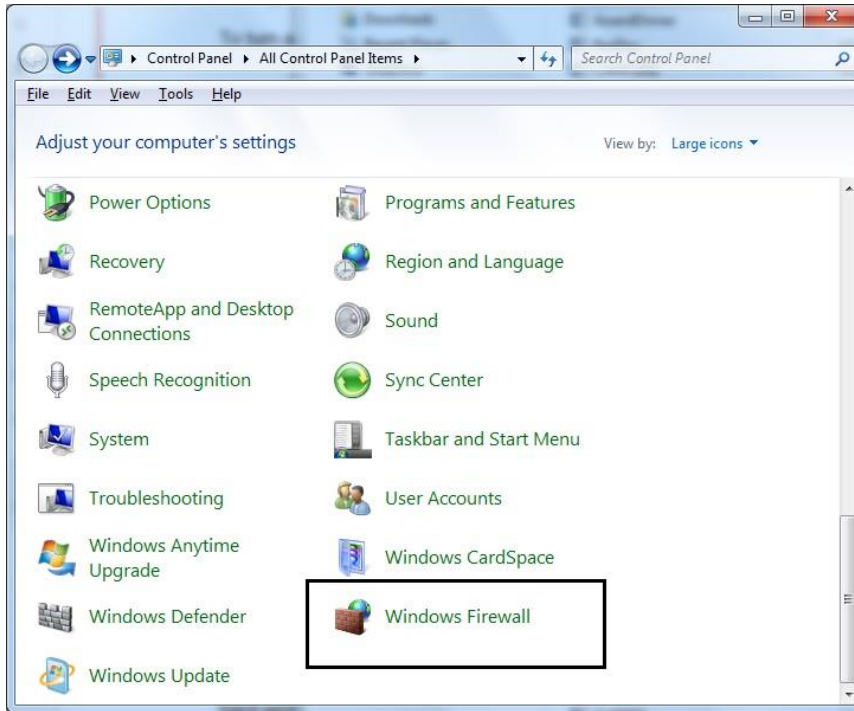 Control Panel All Control Panel Items Search Control Panel
File Edit View Tools Help
Adjust your computer's settings View by: Large icons
Power Options Programs and Features
Recovery Region and Language
RemoteApp and Desktop
Connections
Sound
Speech Recognition Sync Center
System Taskbar and Start Menu
Troubleshooting User Accounts
Windows Anytime
Upgrade
Windows CardSpace
Windows Defender Windows Firewall
Windows Update